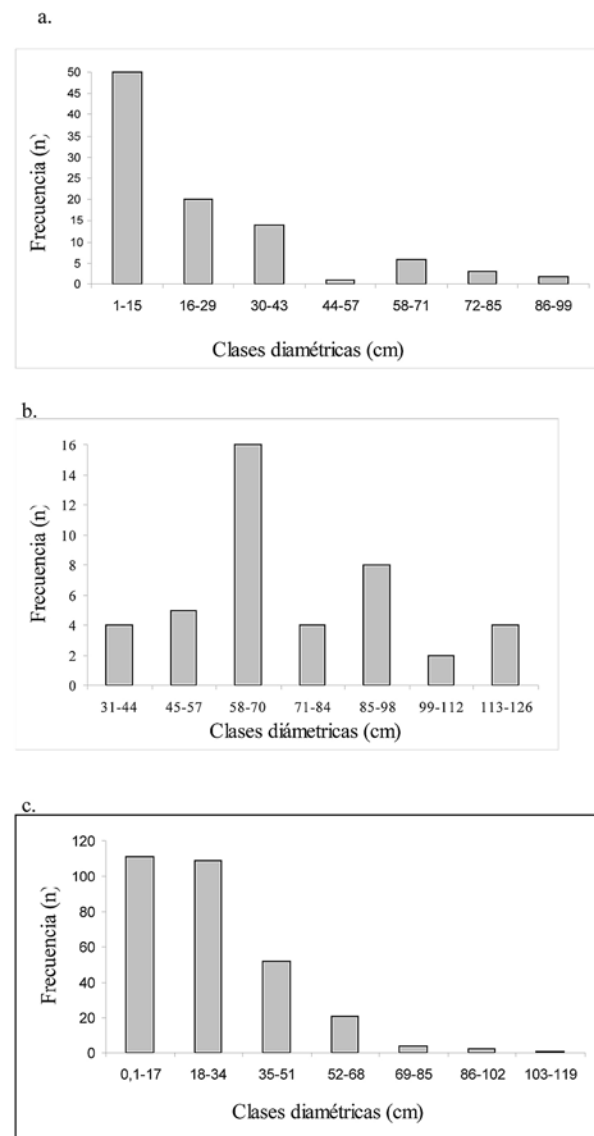 a.
50
45
40
35
30
25
20
15
10
5
0
Frecuencia (n)
1-15 16-29 30-43 44-57 58-71 72-85 86-99
Clases diamétricas (cm)
b.
16
14
12
10
8
6
4
2
0
Frecuencia (n)
31-44 45-57 58-70 71-84 85-98 99-112 113-126
Clases diámetricas (cm)
c.
120
100
80
60
40
20
0
Frecuencia (n)
0,1-17 18-34 35-51 52-68 69-85 86-102 103-119
Clases diamétricas (cm)